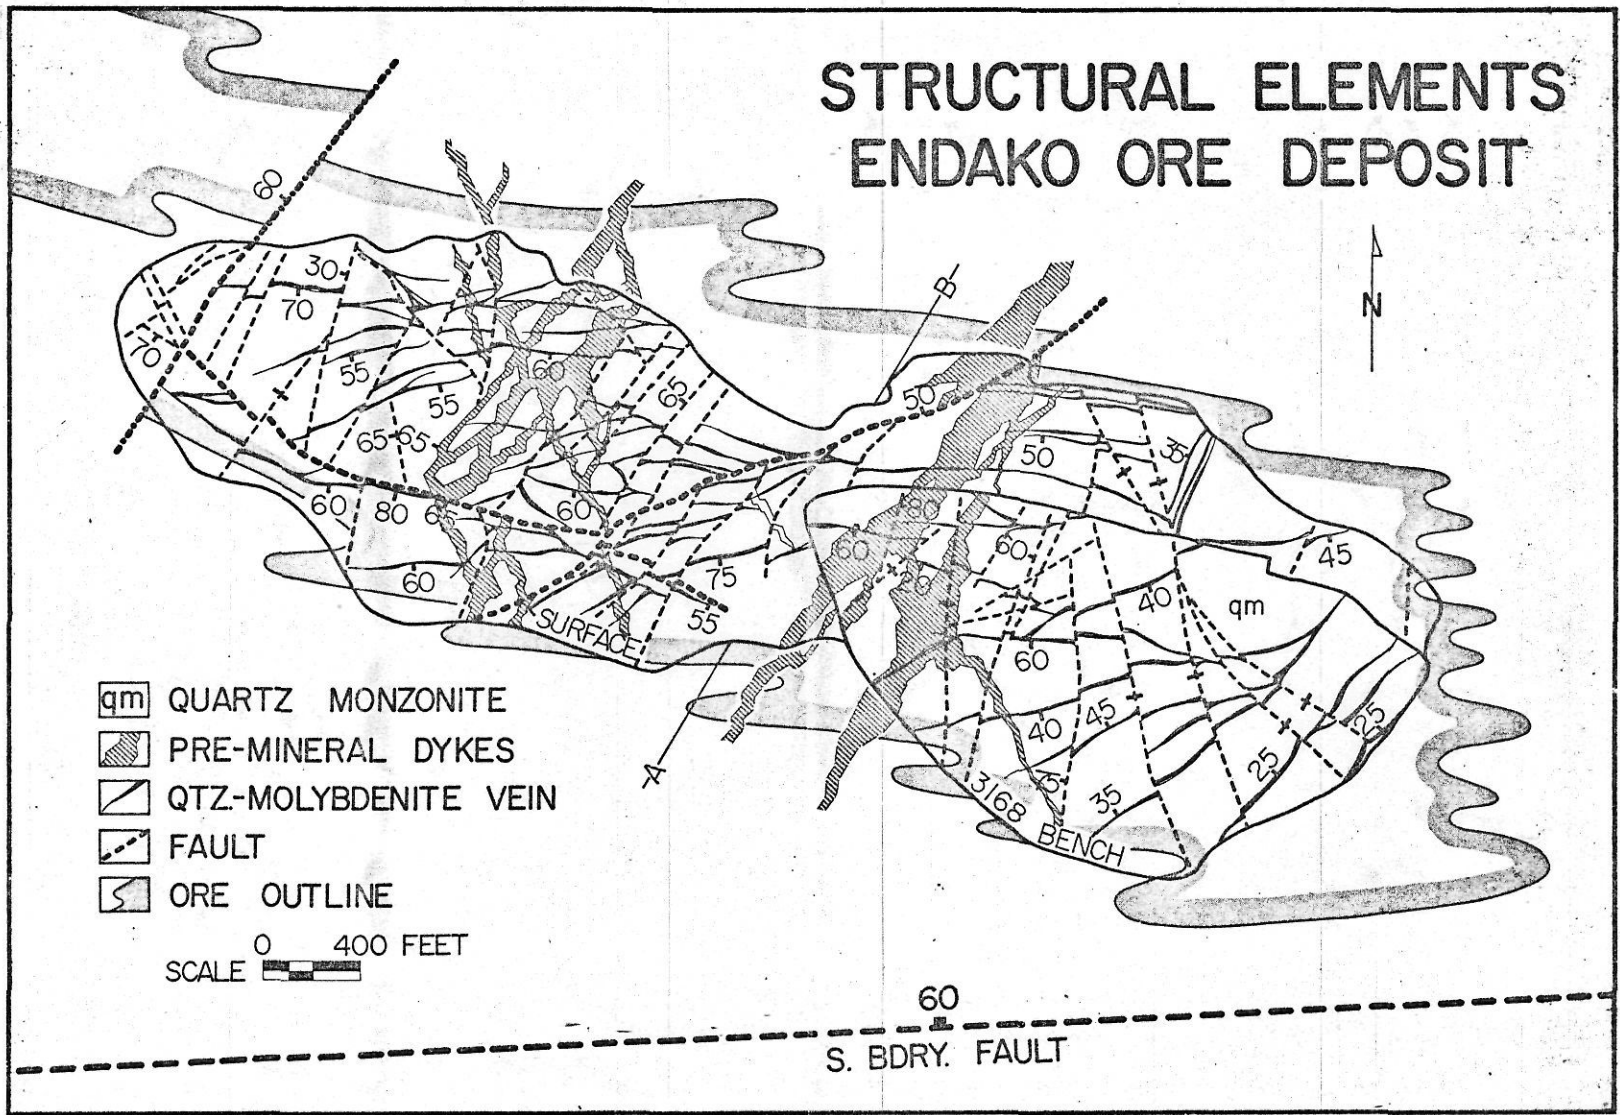 STRUCTURAL ELEMENTS
ENDAKO ORE DEPOSIT
N
60
30
70
70
55
55
65
65
60
65
60
80
65
60
60
75
55
SURFACE
B
A
50
50
35
80
60
70
60
45
40
qm
60
40
45
25
25
35
75
3168 BENCH
qm QUARTZ MONZONITE
PRE-MINERAL DYKES
QTZ.-MOLYBDENITE VEIN
FAULT
ORE OUTLINE
0 400 FEET
SCALE
60
S. BDRY. FAULT